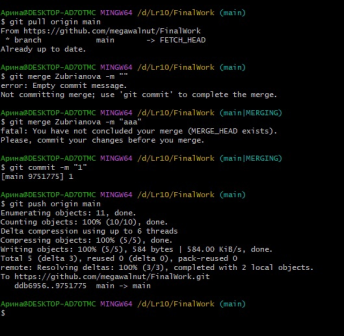 Арина@DESKTOP-AD7OTMC MINGW64 /d/Lr10/FinalWork (main)
$ git pull origin main
From https://github.com/megawalnut/FinalWork
 * branch            main       -> FETCH_HEAD
Already up to date.

Арина@DESKTOP-AD7OTMC MINGW64 /d/Lr10/FinalWork (main)
$ git merge Zubrianova -m ""
error: Empty commit message.
Not committing merge; use 'git commit' to complete the merge.

Арина@DESKTOP-AD7OTMC MINGW64 /d/Lr10/FinalWork (main|MERGING)
$ git merge Zubrianova -m "aaa"
fatal: You have not concluded your merge (MERGE_HEAD exists).
Please, commit your changes before you merge.

Арина@DESKTOP-AD7OTMC MINGW64 /d/Lr10/FinalWork (main|MERGING)
$ git commit -m "1"
[main 9751775] 1

Арина@DESKTOP-AD7OTMC MINGW64 /d/Lr10/FinalWork (main)
$ git push origin main
Enumerating objects: 11, done.
Counting objects: 100% (10/10), done.
Delta compression using up to 6 threads
Compressing objects: 100% (5/5), done.
Writing objects: 100% (5/5), 584 bytes | 584.00 KiB/s, done.
Total 5 (delta 3), reused 0 (delta 0), pack-reused 0
remote: Resolving deltas: 100% (3/3), completed with 2 local objects.
To https://github.com/megawalnut/FinalWork.git
   ddb6956..9751775  main -> main

Арина@DESKTOP-AD7OTMC MINGW64 /d/Lr10/FinalWork (main)
$